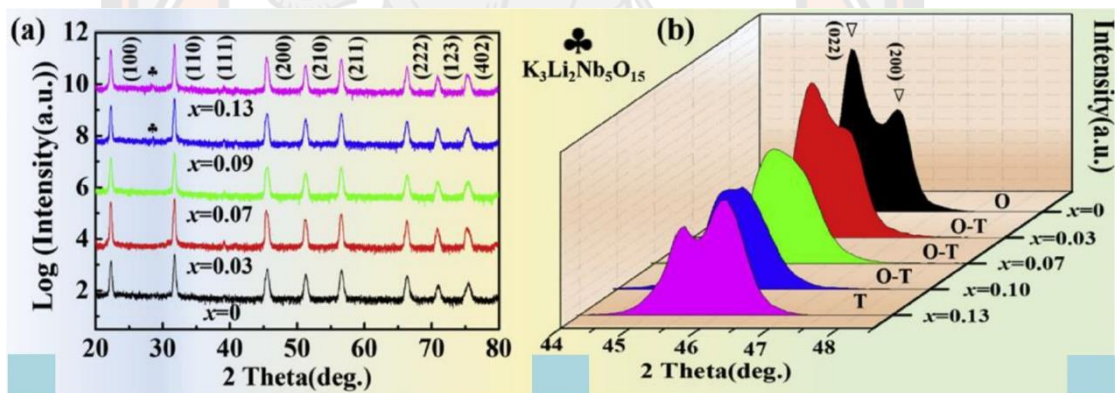 (a)
12
10
8
6
4
2
Log (Intensity(a.u.)
(100)
(110)
(111)
(200)
(210)
(211)
(222)
(123)
(402)
♣
x=0.13
♣
x=0.09
x=0.07
x=0.03
x=0
20 30 40 50 60 70 80
2 Theta(deg.)
♣
K₃Li₂Nb₅O₁₅
(b)
(022)
(200)
Intensity(a.u.)
O
O-T
O-T
O-T
T
x=0
x=0.03
x=0.07
x=0.10
x=0.13
44 45 46 47 48
2 Theta(deg.)